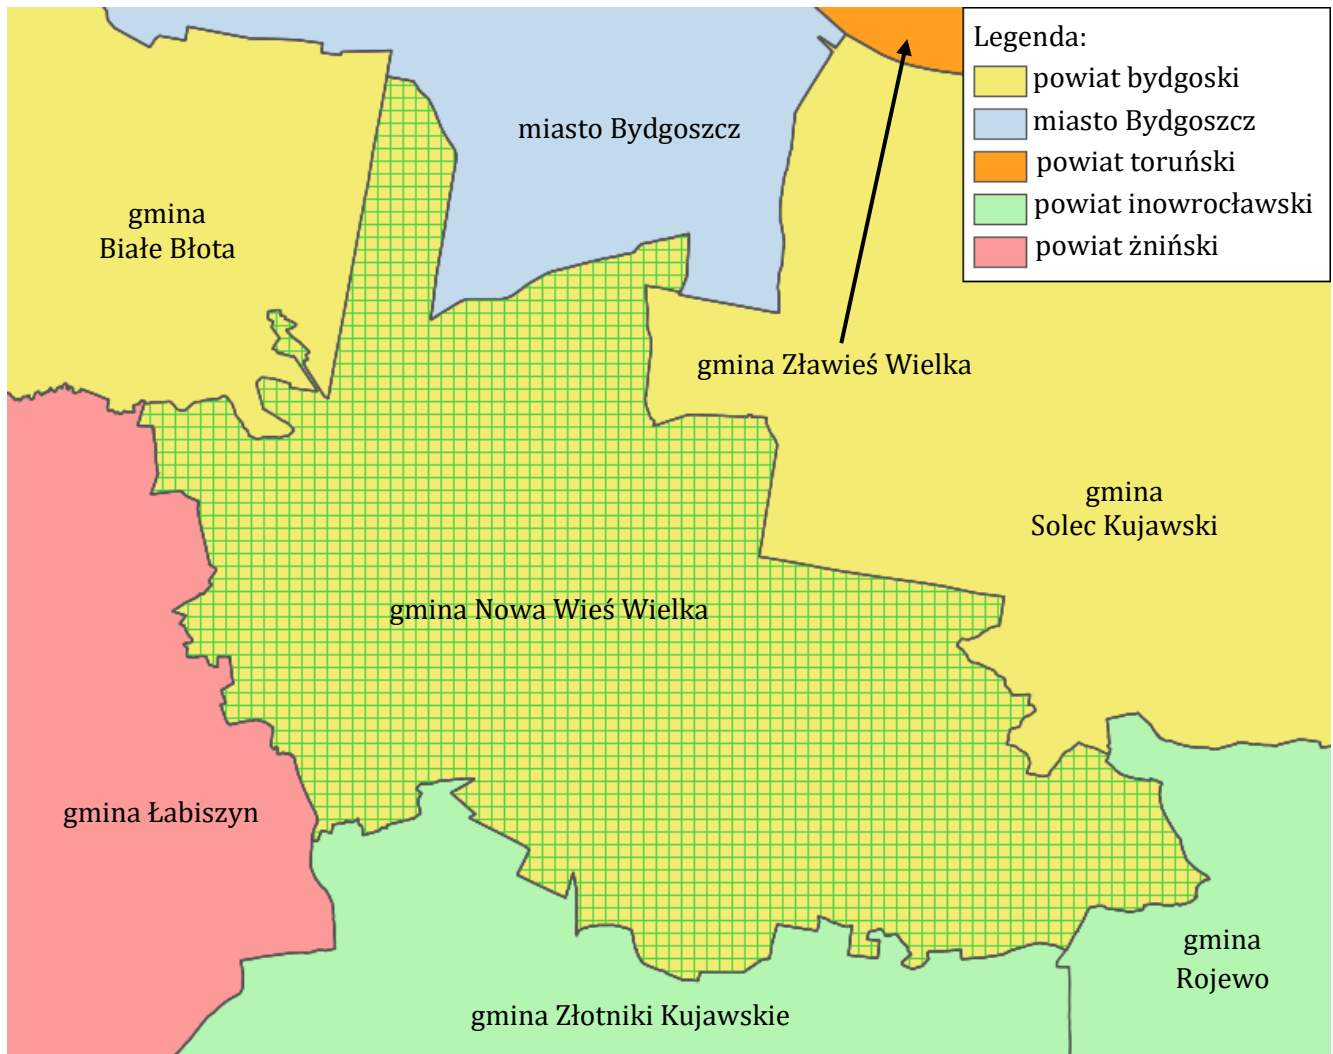 Legenda:
powiat bydgoski
miasto Bydgoszcz
powiat toruński
powiat inowrocławski
powiat żniński
miasto Bydgoszcz
gmina
Białe Błota
gmina Zławieś Wielka
gmina
Solec Kujawski
gmina Nowa Wieś Wielka
gmina Łabiszyn
gmina
Rojewo
gmina Złotniki Kujawskie